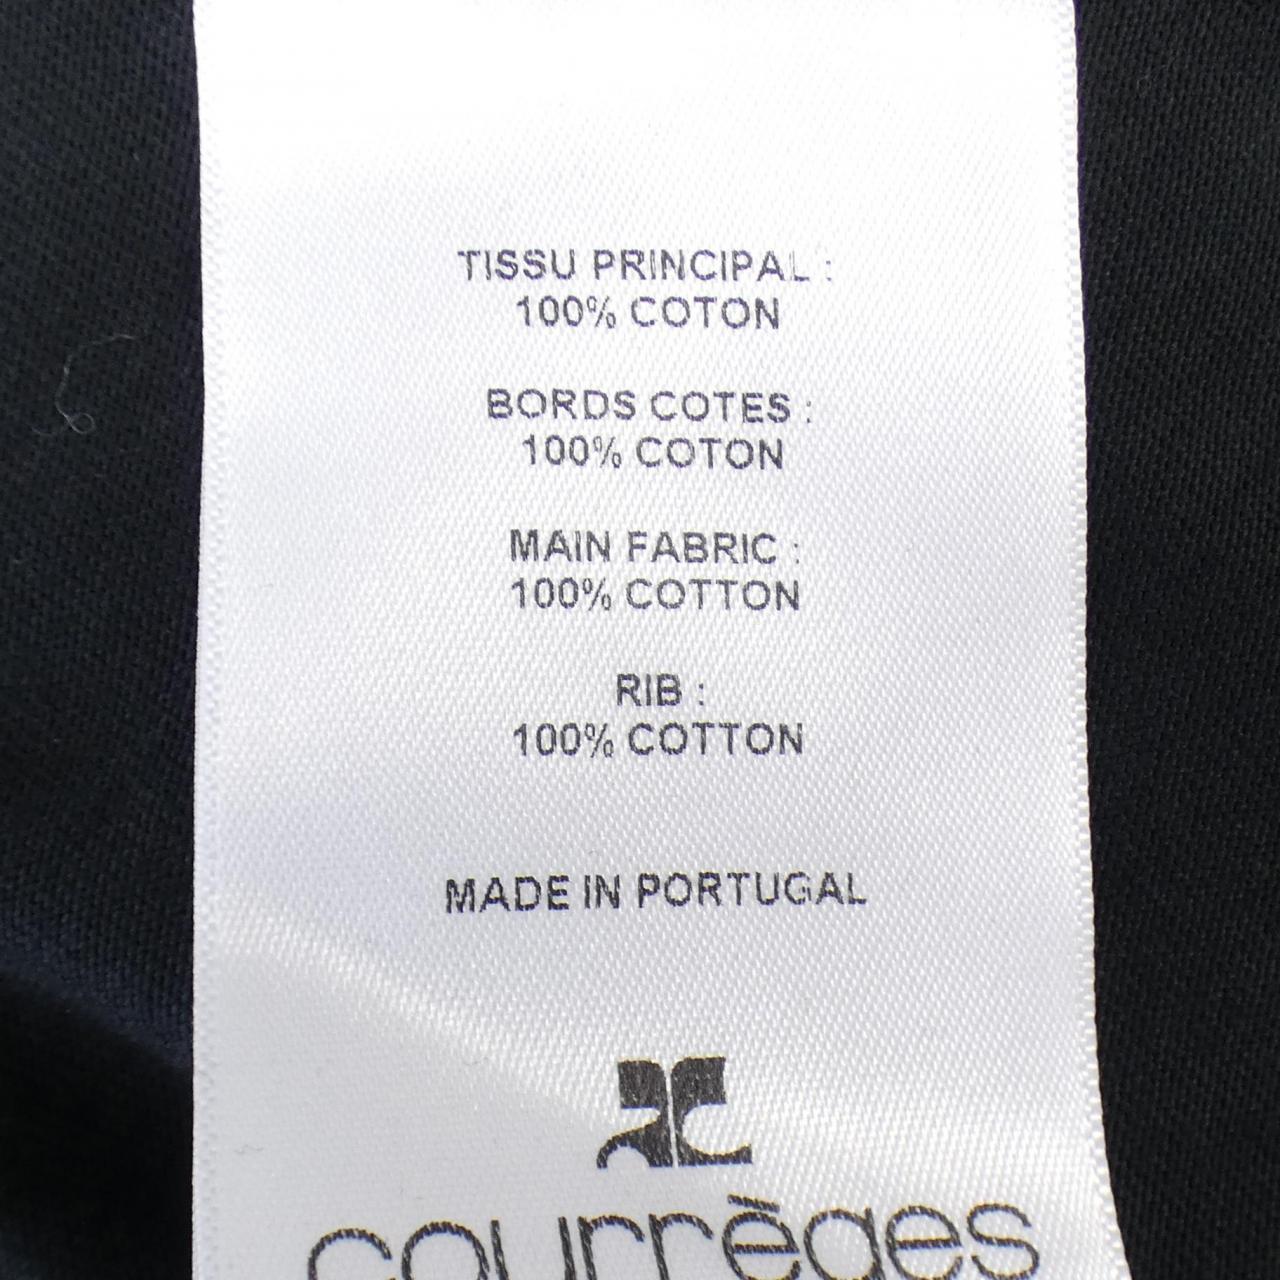 TISSU PRINCIPAL :
100% COTON
BORDS COTES :
100% COTON
MAIN FABRIC :
100% COTTON
RIB :
100% COTTON
MADE IN PORTUGAL
courrèges